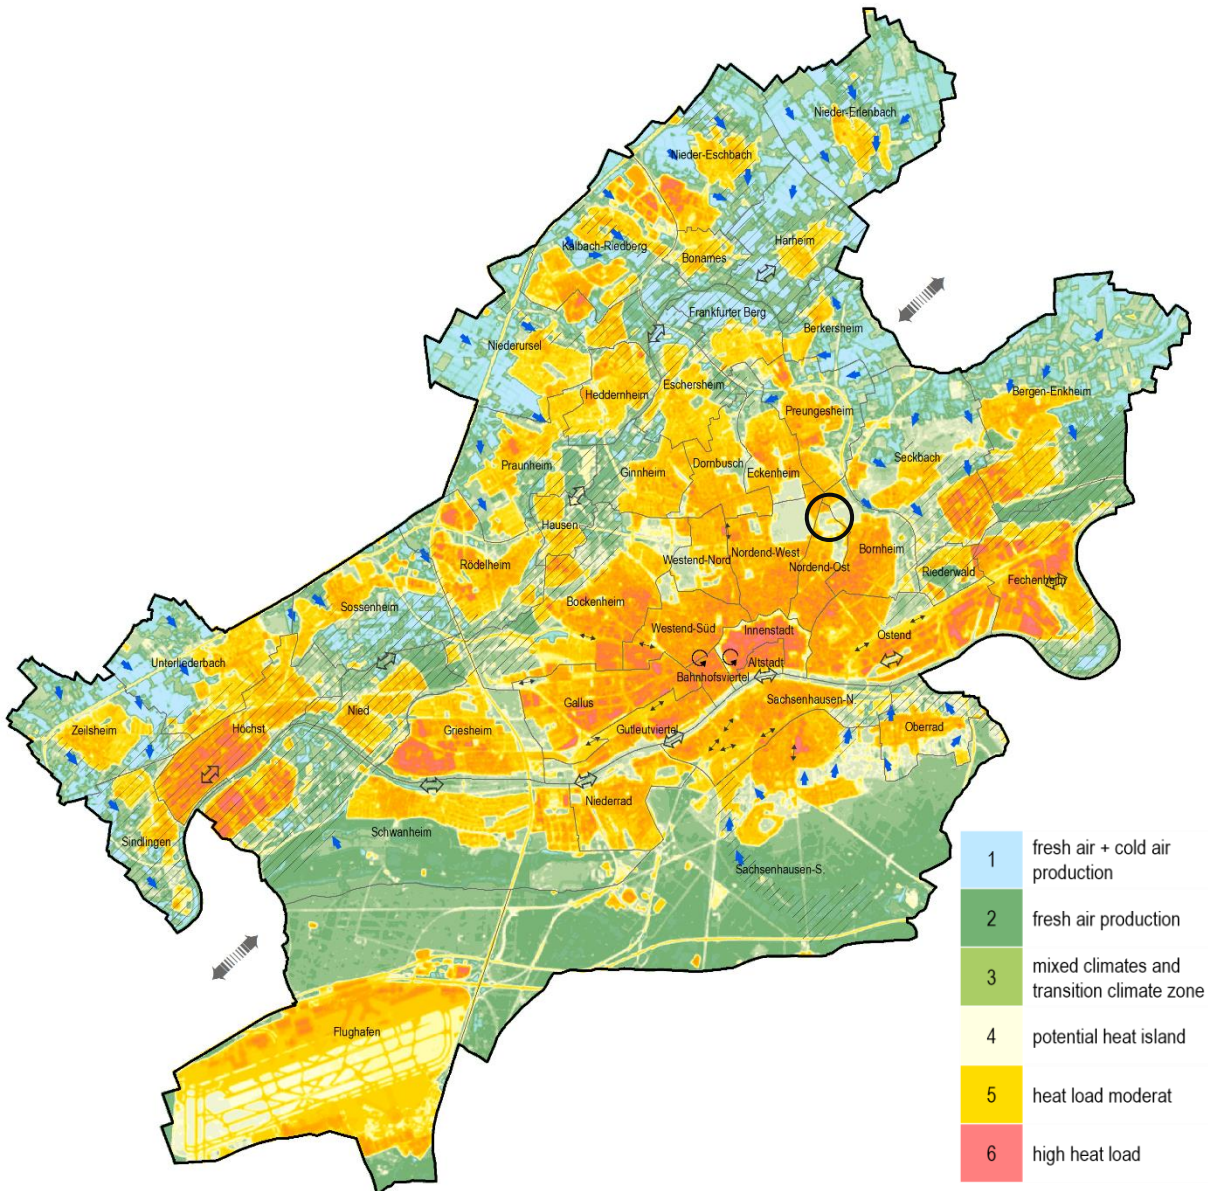 Nieder-Erlenbach
Nieder-Eschbach
Harheim
Kalbach-Riedberg
Bonames
Frankfurter Berg
Berkersheim
Niederursel
Eschersheim
Heddernheim
Bergen-Enkheim
Preungesheim
Seckbach
Praunheim
Ginnheim
Dornbusch
Eckenheim
Hausen
Nordend-West
Bornheim
Westend-Nord
Rödelheim
Nordend-Ost
Riederwald
Fechenheim
Bockenheim
Sossenheim
Westend-Süd
Innenstadt
Ostend
Unterliederbach
Altstadt
Bahnhofsviertel
Sachsenhausen-N.
Gallus
Nied
Zeilsheim
Höchst
Griesheim
Gutleutviertel
Oberrad
Niederrad
Schwanheim
Sindlingen
Sachsenhausen-S.
Flughafen
1 fresh air + cold air
production
2 fresh air production
3 mixed climates and
transition climate zone
4 potential heat island
5 heat load moderat
6 high heat load